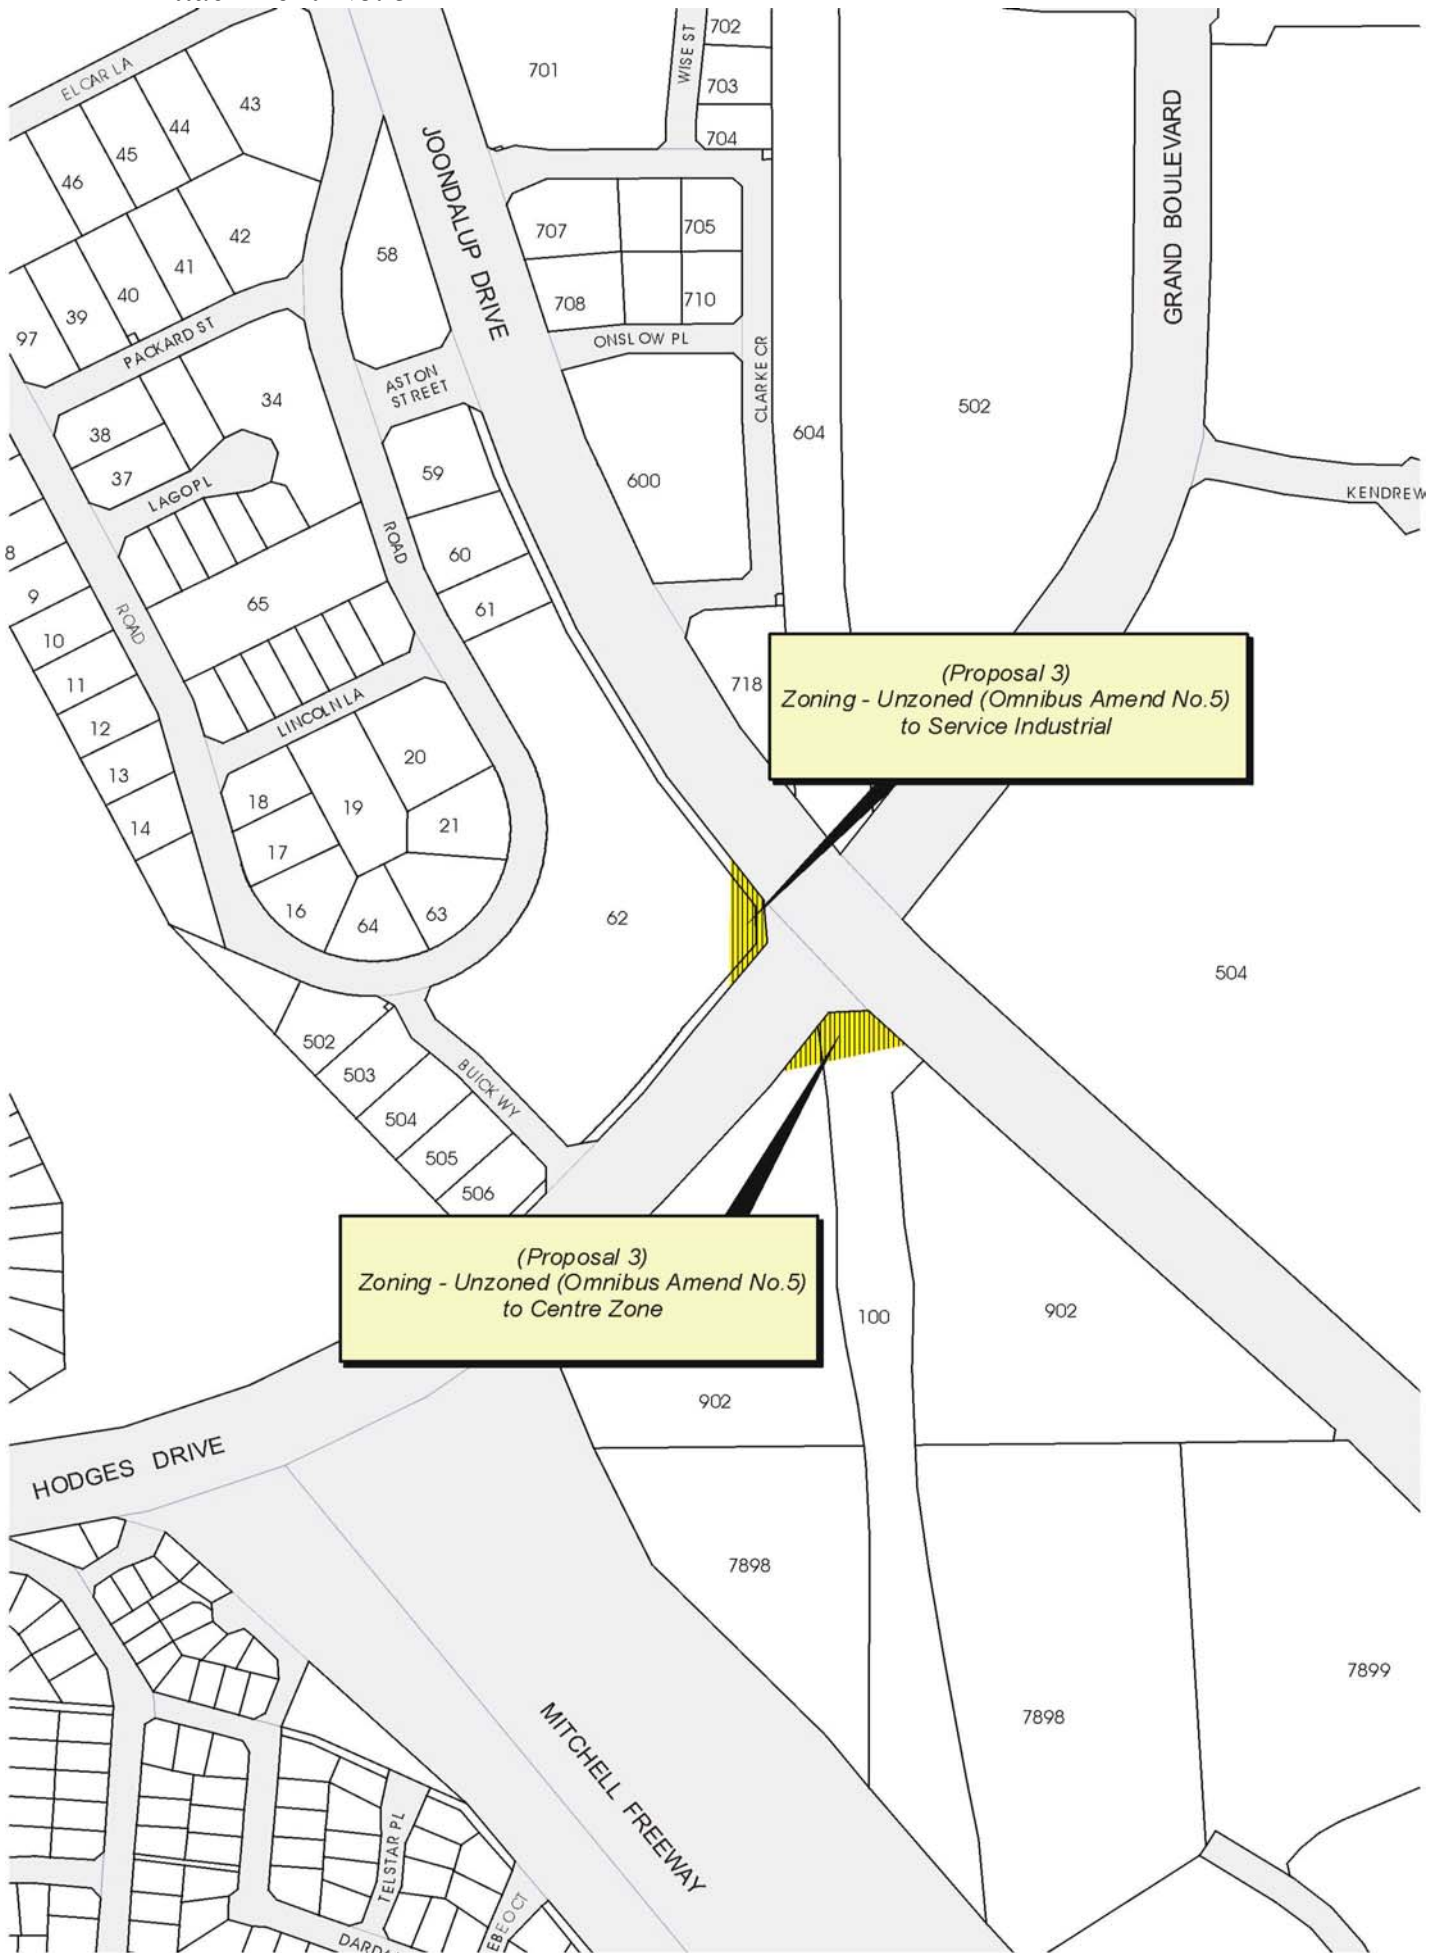 ELCAR LA
43
44
45
46
42
41
40
39
97
PACKARD ST
58
JOONDALUP DRIVE
701
WISE ST
702
703
704
707
705
708
710
ONSLOW PL
CLARKE CR
GRAND BOULEVARD
604
502
KENDREW
ASTON
STREET
34
38
37
LAGO PL
59
600
ROAD
60
61
8
9
10
11
12
13
14
ROAD
65
LINCOLN LA
718
(Proposal 3)
Zoning - Unzoned (Omnibus Amend No.5)
to Service Industrial
20
18
19
21
17
16
64
63
62
504
502
503
504
505
506
BUICK WY
(Proposal 3)
Zoning - Unzoned (Omnibus Amend No.5)
to Centre Zone
100
902
902
HODGES DRIVE
7898
7899
7898
MITCHELL FREEWAY
TELSTAR PL